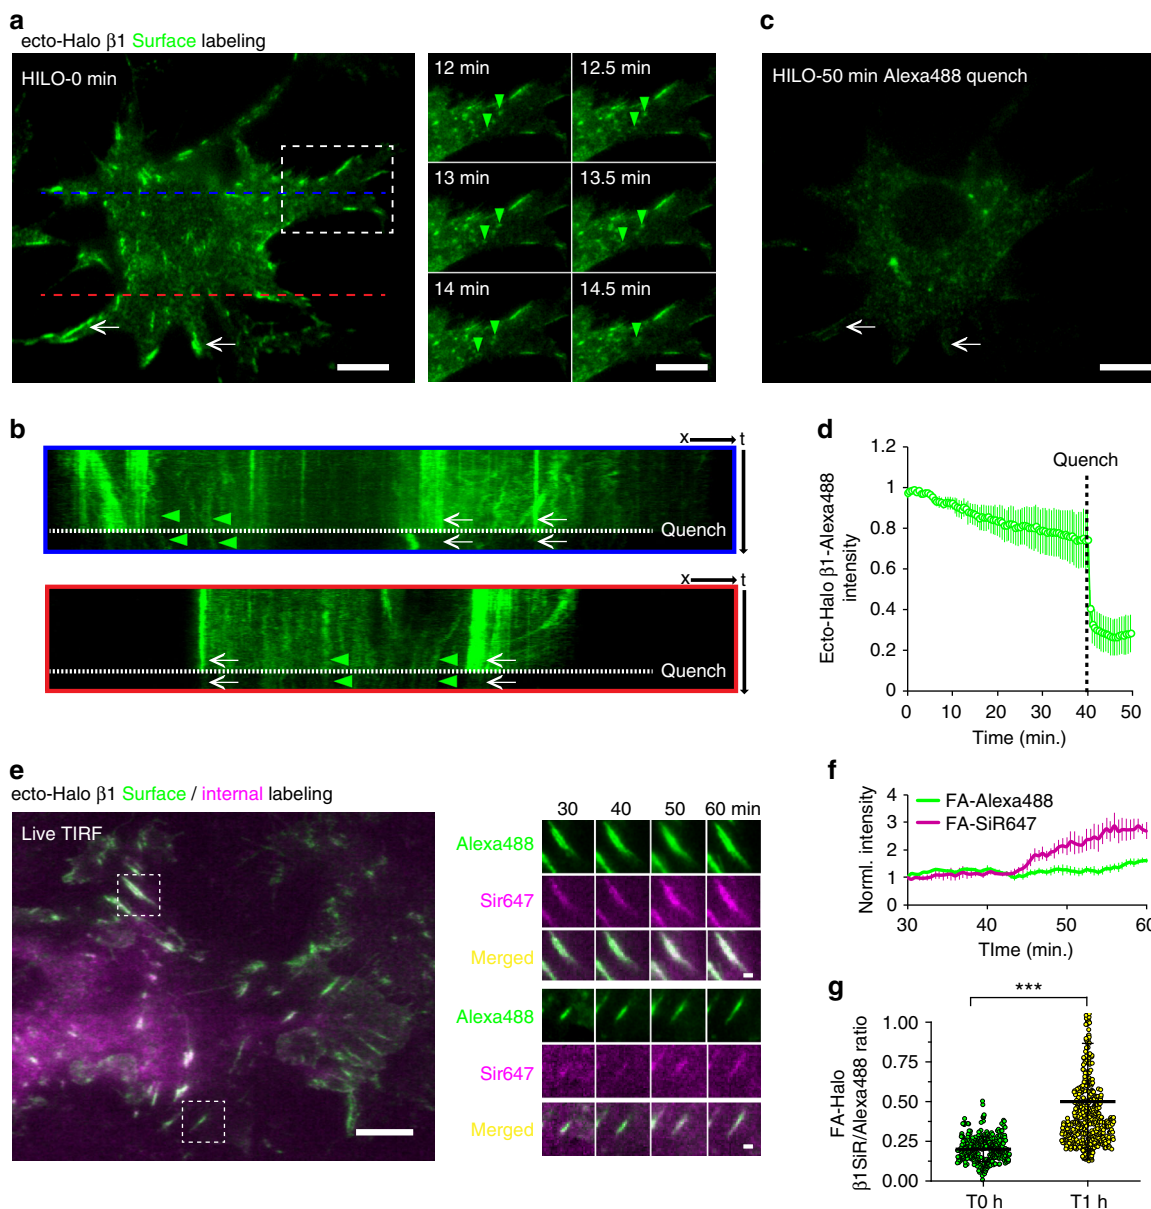 a
ecto-Halo β1 Surface labeling
HILO-0 min
12 min
12.5 min
13 min
13.5 min
14 min
14.5 min
c
HILO-50 min Alexa488 quench
b
x t
Quench
x t
Quench
d
Ecto-Halo β1-Alexa488
intensity
1.2
1
0.8
0.6
0.4
0.2
0
Quench
0 10 20 30 40 50
Time (min.)
e
ecto-Halo β1 Surface / internal labeling
Live TIRF
30 40 50 60 min
Alexa488
Sir647
Merged
Alexa488
Sir647
Merged
f
Norml. intensity
4
3
2
1
0
FA-Alexa488
FA-SiR647
30 40 50 60
TIme (min.)
g
FA-Halo
β1SiR/Alexa488 ratio
***
1.00
0.75
0.50
0.25
0.00
T0 h
T1 h